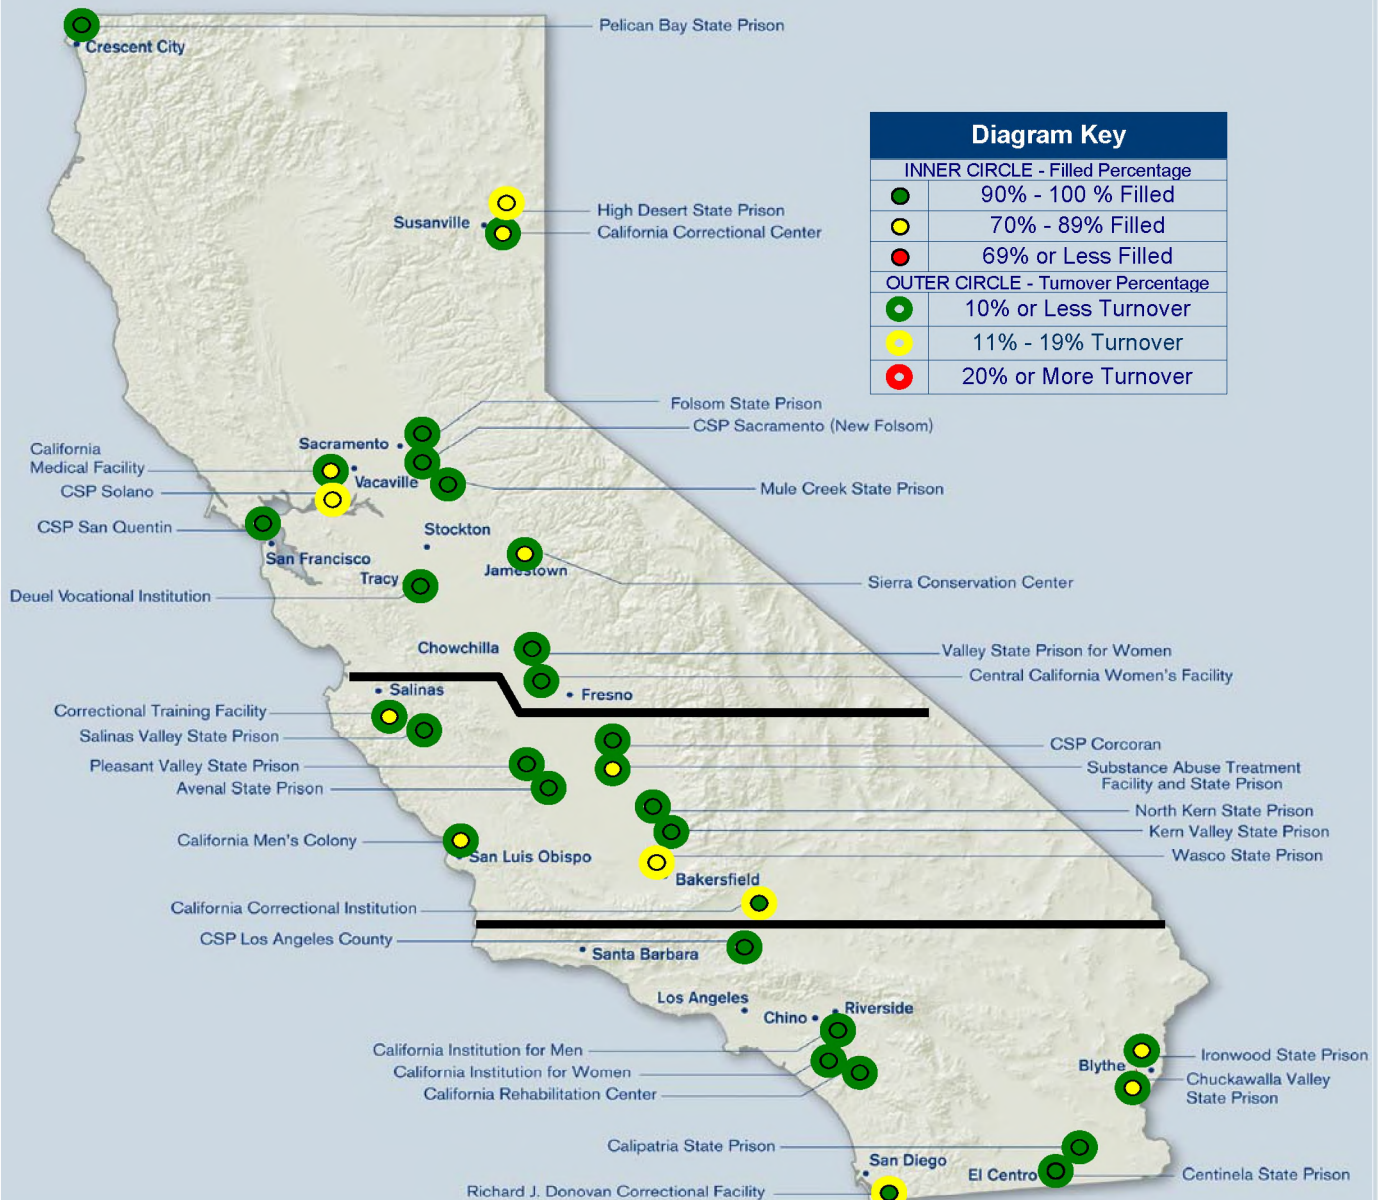 Pelican Bay State Prison
Crescent City
Diagram Key
INNER CIRCLE - Filled Percentage
90% - 100 % Filled
70% - 89% Filled
69% or Less Filled
OUTER CIRCLE - Turnover Percentage
10% or Less Turnover
11% - 19% Turnover
20% or More Turnover
High Desert State Prison
Susanville
California Correctional Center
Folsom State Prison
CSP Sacramento (New Folsom)
Sacramento
California
Medical Facility
Vacaville
CSP Solano
Mule Creek State Prison
CSP San Quentin
Stockton
San Francisco
Jamestown
Tracy
Sierra Conservation Center
Deuel Vocational Institution
Chowchilla
Valley State Prison for Women
Central California Women's Facility
Salinas
Fresno
Correctional Training Facility
Salinas Valley State Prison
CSP Corcoran
Pleasant Valley State Prison
Substance Abuse Treatment
Facility and State Prison
Avenal State Prison
North Kern State Prison
Kern Valley State Prison
California Men's Colony
San Luis Obispo
Wasco State Prison
Bakersfield
California Correctional Institution
CSP Los Angeles County
Santa Barbara
Los Angeles
Riverside
Chino
California Institution for Men
Ironwood State Prison
Blythe
California Institution for Women
Chuckawalla Valley
State Prison
California Rehabilitation Center
Calipatria State Prison
San Diego
El Centro
Centinela State Prison
Richard J. Donovan Correctional Facility